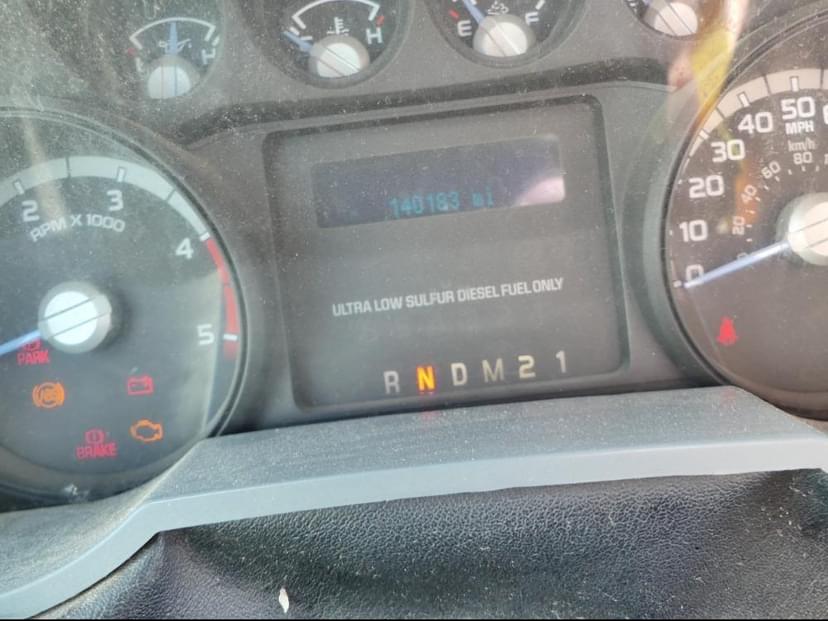 H
H
E F
2 3 4 5
RPM X 1000
140183 mi
ULTRA LOW SULFUR DIESEL FUEL ONLY
R N D M 2 1
PARK
ABS
BRAKE
0 10 20 30 40 50
MPH
km/h
20 40 60 80